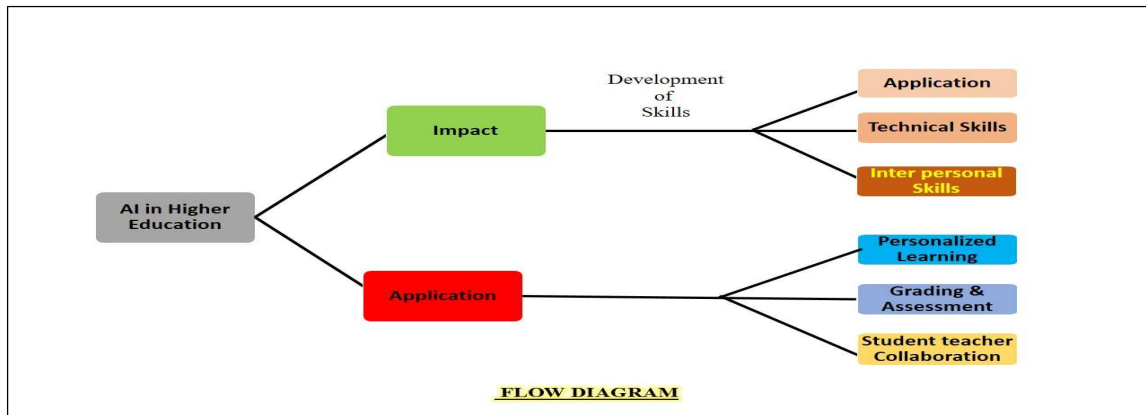 AI in Higher
Education
Impact
Development
of
Skills
Application
Technical Skills
Inter personal
Skills
Application
Personalized
Learning
Grading &
Assessment
Student teacher
Collaboration
FLOW DIAGRAM